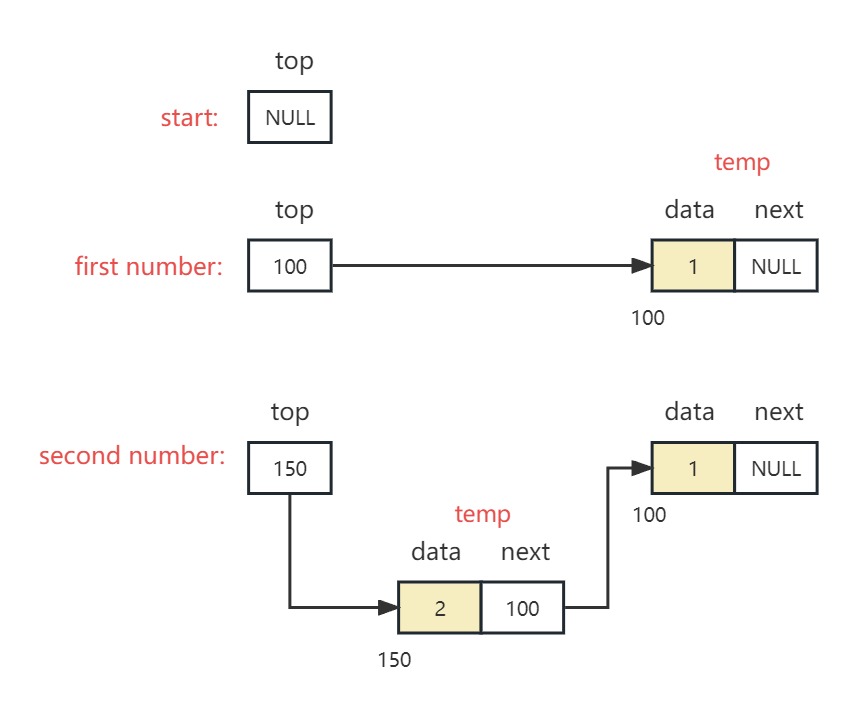 top
start: NULL
temp
top data next
first number: 100 1 NULL
100
top data next
second number: 150 1 NULL
temp 100
data next
2 100
150